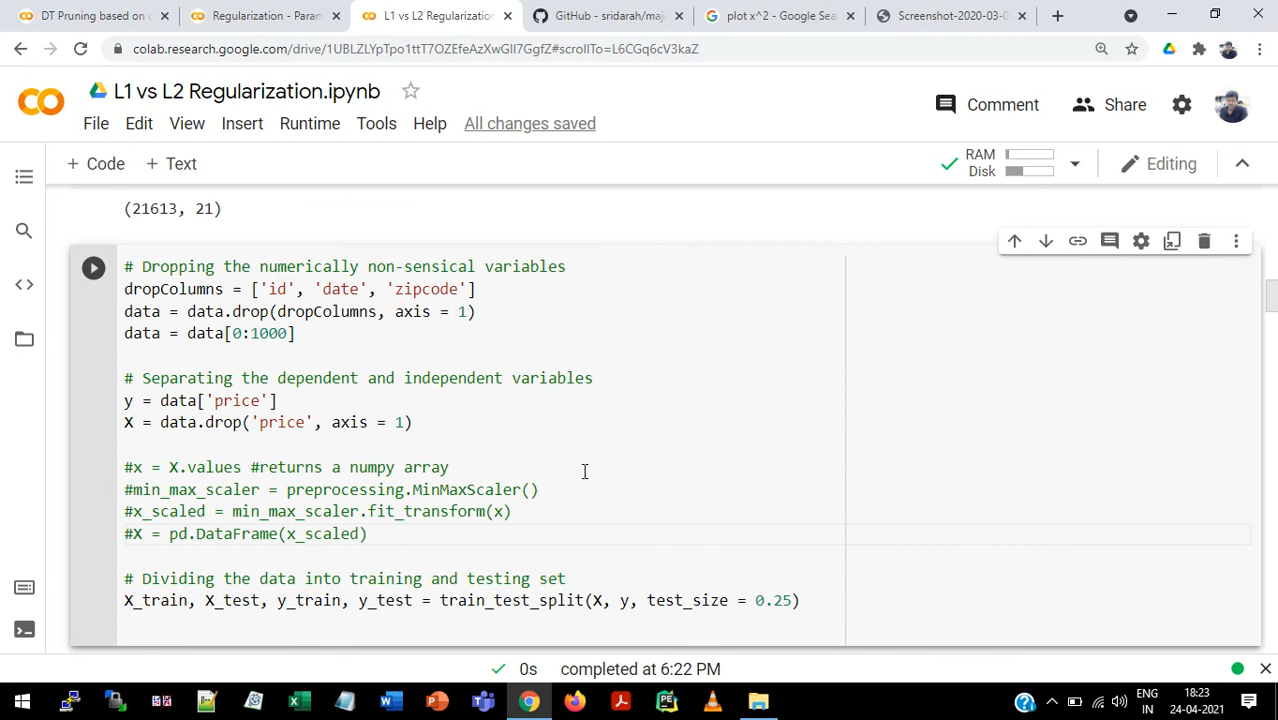 DT Pruning based on c
Regularization - Param
L1 vs L2 Regularization
GitHub - sridarah/maj
plot x^2 - Google Sea
Screenshot-2020-03-0
colab.research.google.com/drive/1UBLZLYpTpo1ttT7OZEfeAzXwGlI7GgfZ#scrollTo=L6CGq6cV3kaZ
L1 vs L2 Regularization.ipynb
Comment
Share
File Edit View Insert Runtime Tools Help All changes saved
+ Code + Text
RAM
Disk
Editing
(21613, 21)
# Dropping the numerically non-sensical variables
dropColumns = ['id', 'date', 'zipcode']
data = data.drop(dropColumns, axis = 1)
data = data[0:1000]
# Separating the dependent and independent variables
y = data['price']
X = data.drop('price', axis = 1)
#x = X.values #returns a numpy array
#min_max_scaler = preprocessing.MinMaxScaler()
#x_scaled = min_max_scaler.fit_transform(x)
#X = pd.DataFrame(x_scaled)
# Dividing the data into training and testing set
X_train, X_test, y_train, y_test = train_test_split(X, y, test_size = 0.25)
0s completed at 6:22 PM
ENG
IN
18:23
24-04-2021